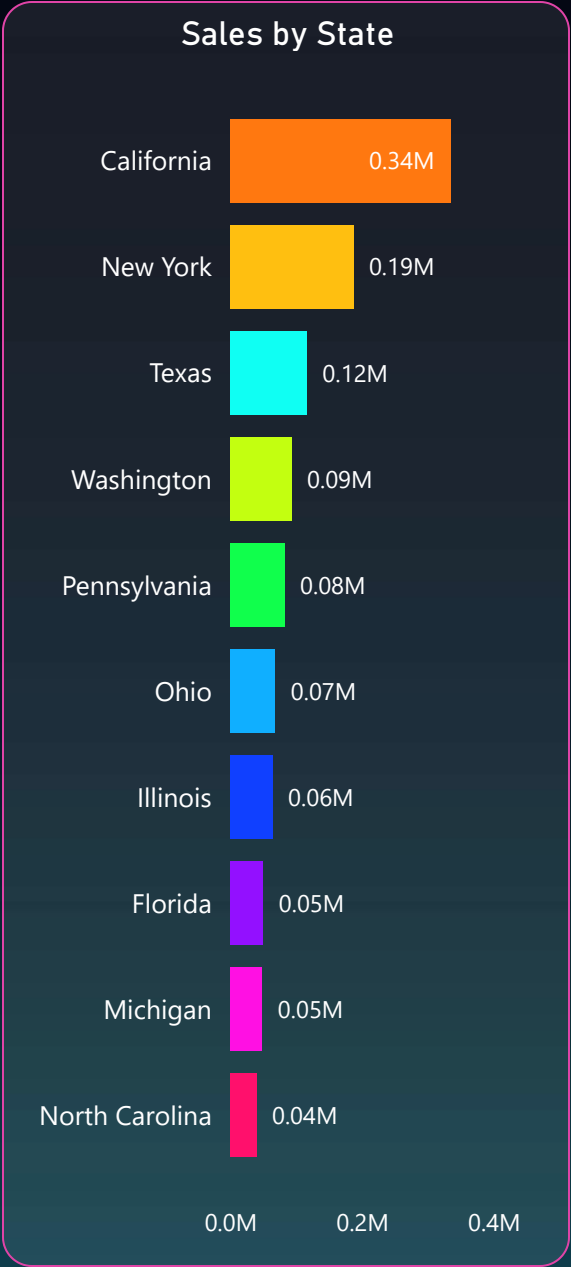 Sales by State
California 0.34M
New York 0.19M
Texas 0.12M
Washington 0.09M
Pennsylvania 0.08M
Ohio 0.07M
Illinois 0.06M
Florida 0.05M
Michigan 0.05M
North Carolina 0.04M
0.0M 0.2M 0.4M